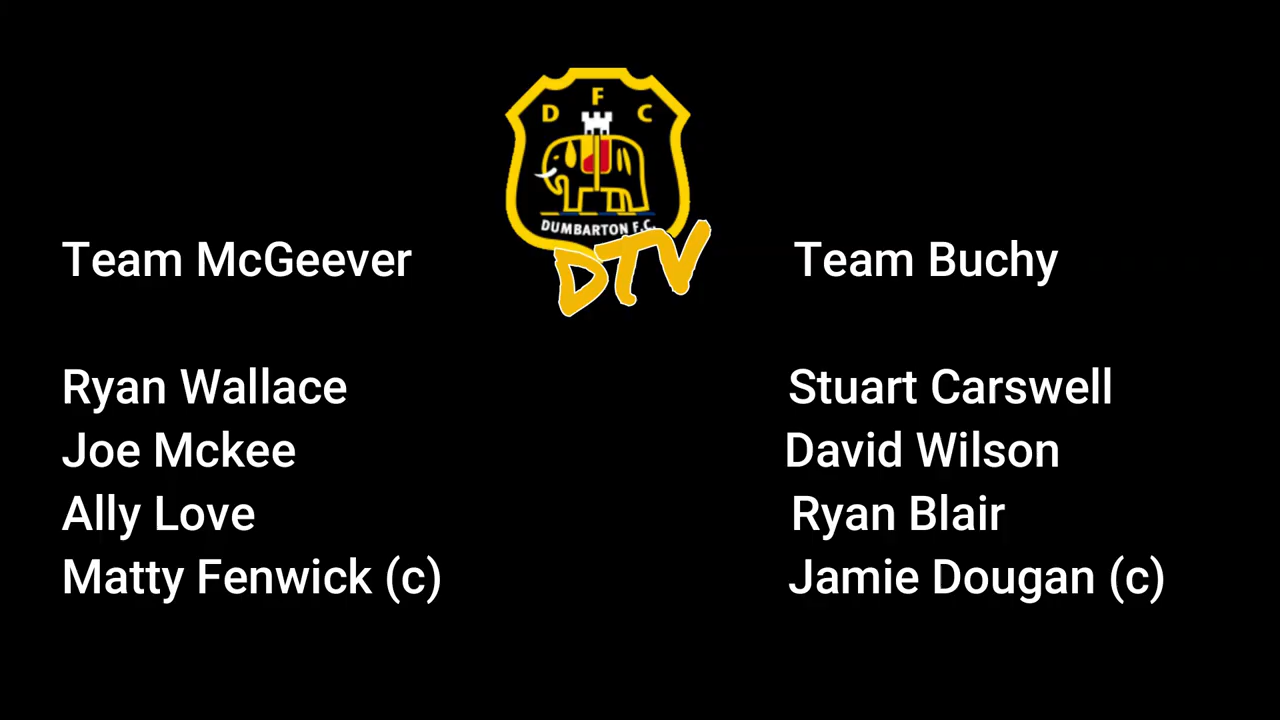 D F C
DUMBARTON F.C.
DTV
Team McGeever
Ryan Wallace
Joe Mckee
Ally Love
Matty Fenwick (c)
Team Buchy
Stuart Carswell
David Wilson
Ryan Blair
Jamie Dougan (c)